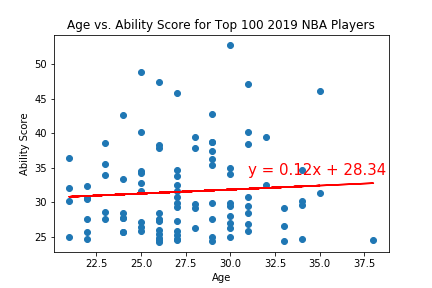 Age vs. Ability Score for Top 100 2019 NBA Players
Ability Score
50
45
40
35
30
25
y = 0.12x + 28.34
22.5 25.0 27.5 30.0 32.5 35.0 37.5
Age